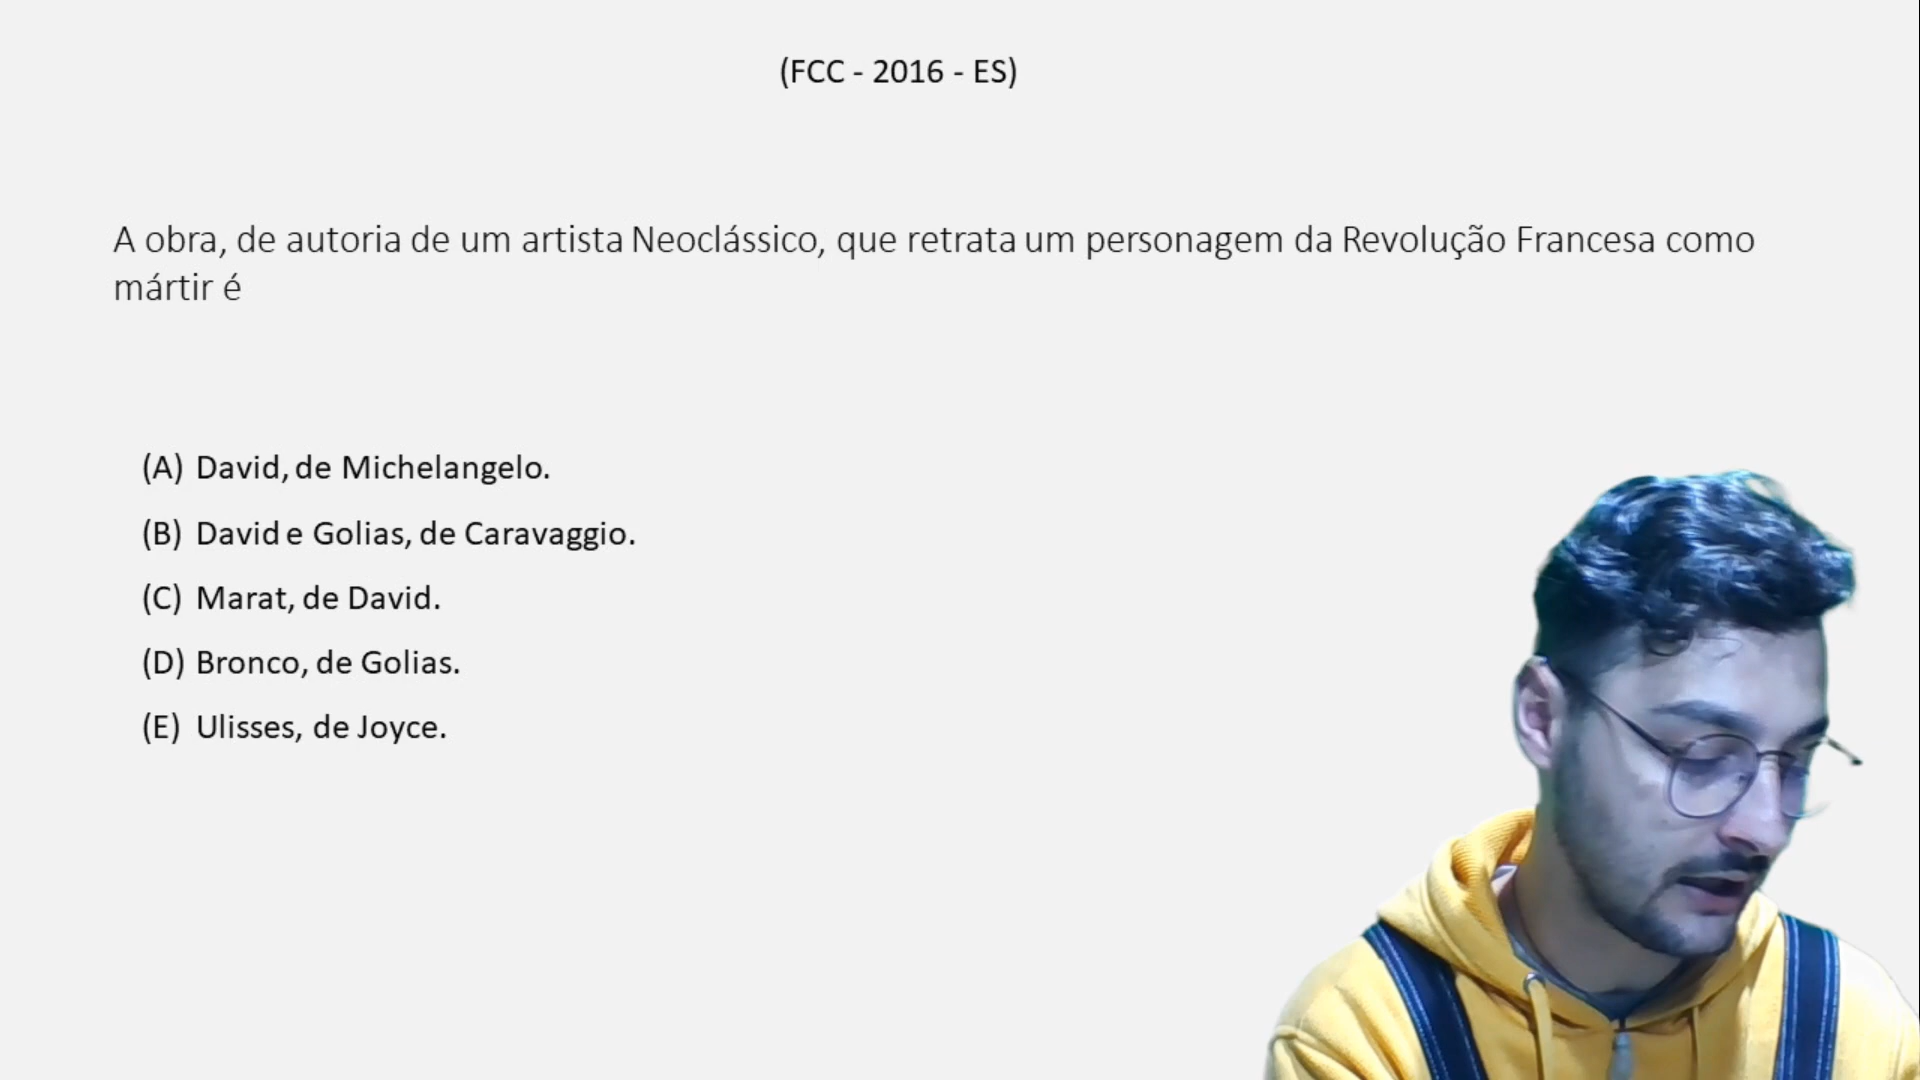 (FCC - 2016 - ES)
A obra, de autoria de um artista Neoclássico, que retrata um personagem da Revolução Francesa como
mártir é
(A) David, de Michelangelo.
(B) David e Golias, de Caravaggio.
(C) Marat, de David.
(D) Bronco, de Golias.
(E) Ulisses, de Joyce.